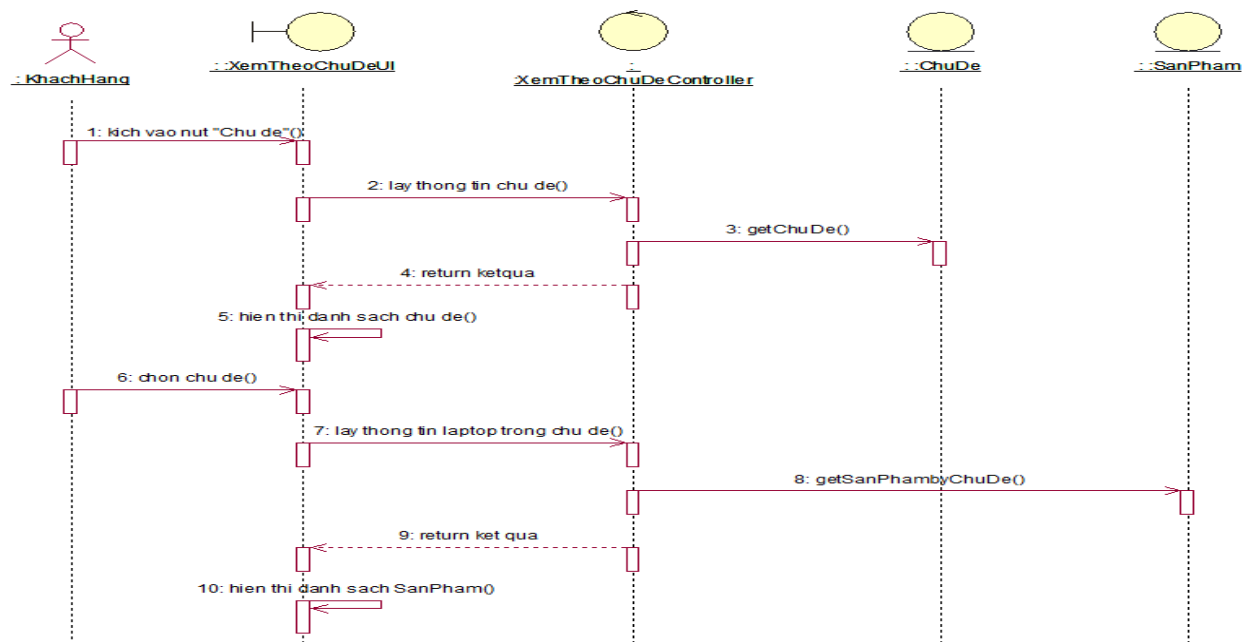 : KhachHang
: :XemTheoChuDeUI
:
XemTheoChuDeController
: :ChuDe
: :SanPham
1: kich vao nut "Chu de"()
2: lay thong tin chu de()
3: getChuDe()
4: return ketqua
5: hien thi danh sach chu de()
6: chon chu de()
7: lay thong tin laptop trong chu de()
8: getSanPhambyChuDe()
9: return ket qua
10: hien thi danh sach SanPham()